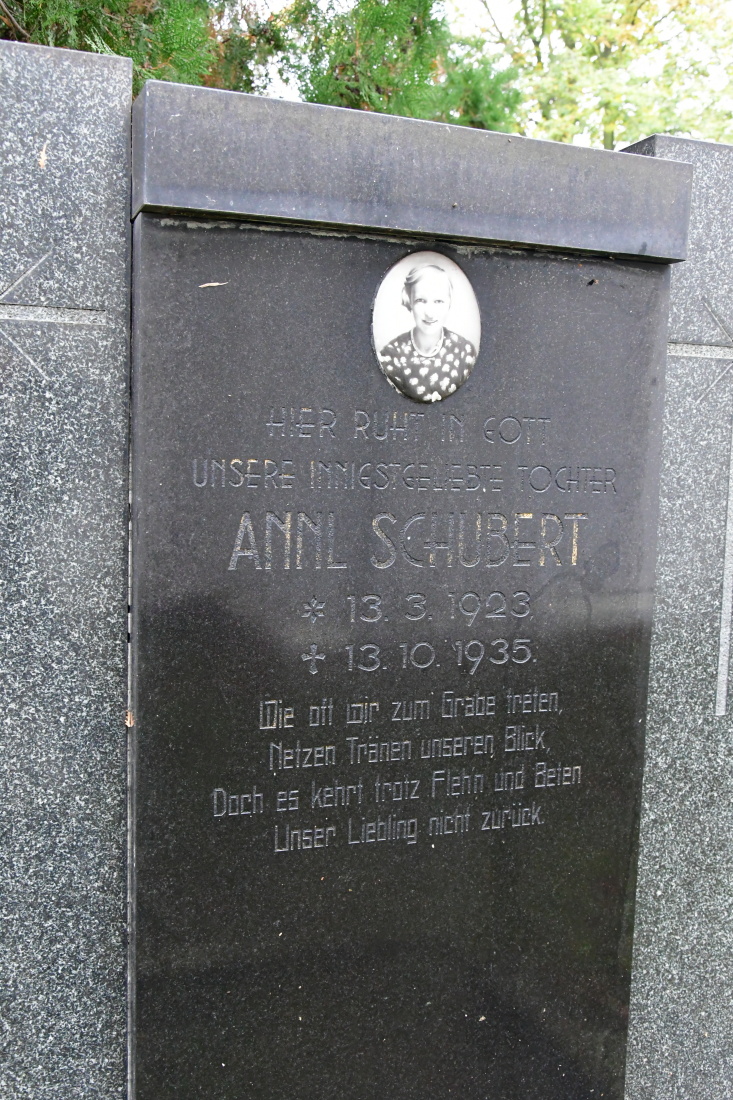 HIER RUHT IN GOTT
UNSERE INNIGSTGELIEBTE TOCHTER
ANNL SCHUBERT
* 13. 3. 1923.
✝ 13. 10. 1935.
Wie oft wir zum Grabe treten,
Netzen Tränen unseren Blick,
Doch es kehrt trotz Fleh'n und Beten
Unser Liebling nicht zurück.